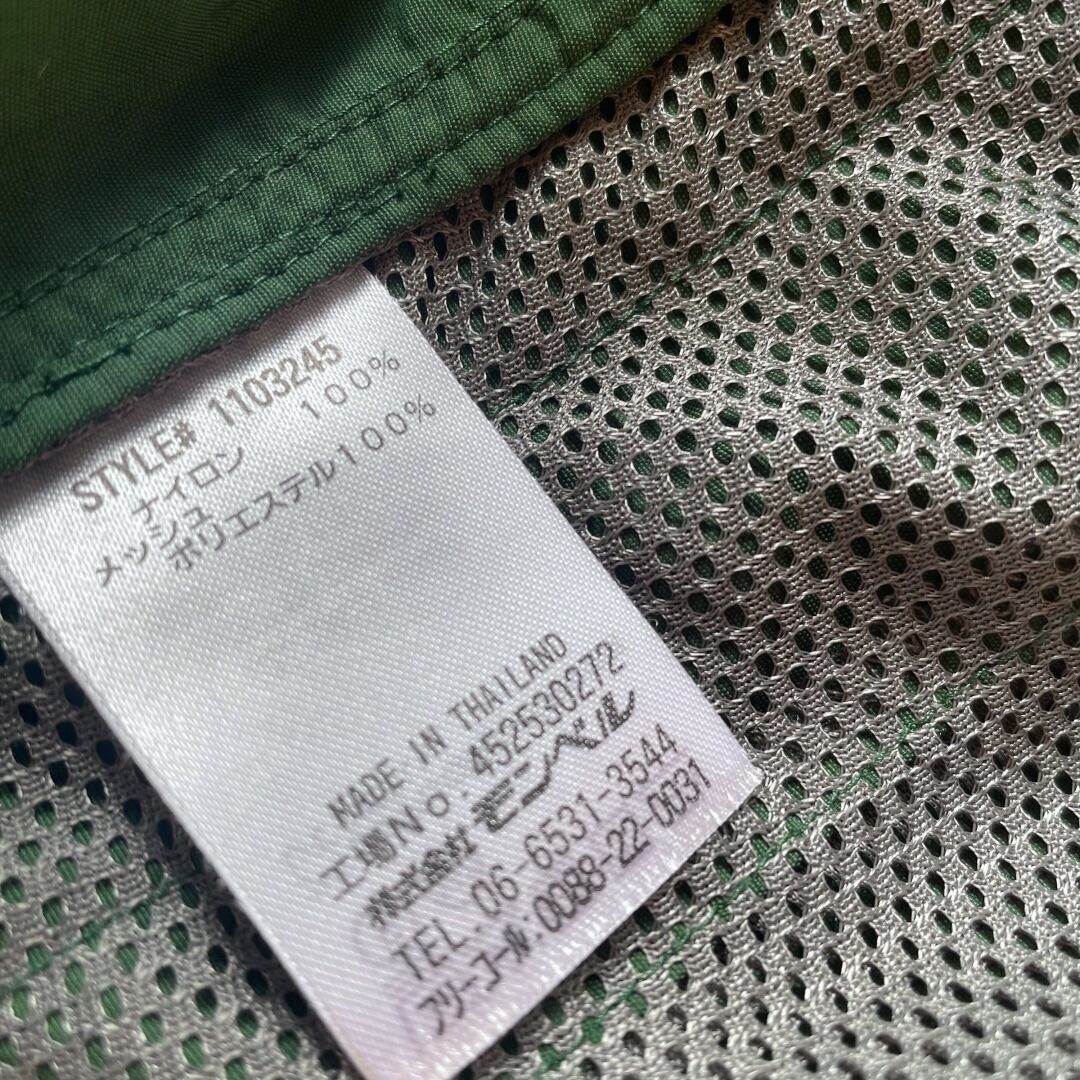 STYLE# 1103245
ナイロン 100%
メッシュ
ポリエステル100%
MADE IN THAILAND
工場No.452530272
株式会社 モンベル
TEL. 06-6531-3544
フリーコール:0088-22-0031